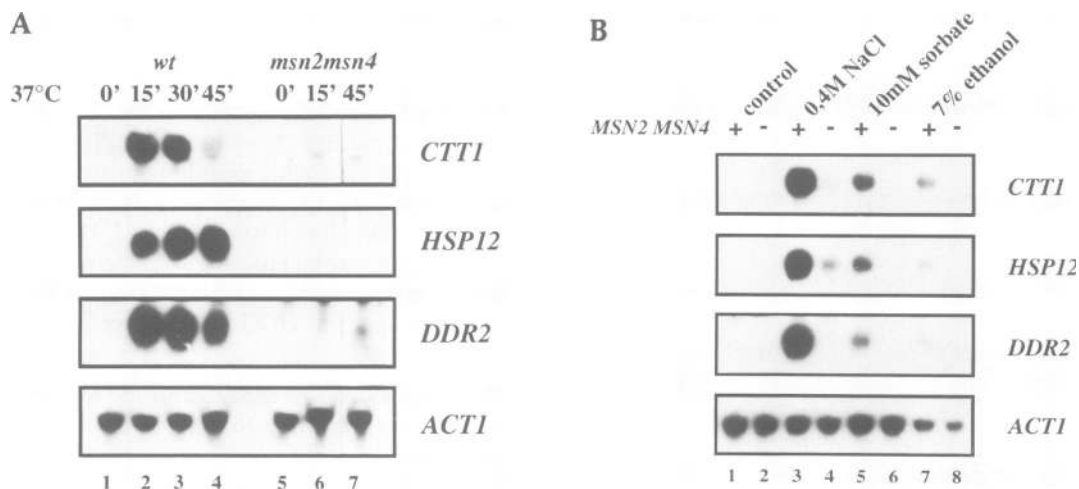 A
wt msn2msn4
37°C 0’ 15’ 30’ 45’ 0’ 15’ 45’
CTT1
HSP12
DDR2
ACT1
1 2 3 4 5 6 7
B
control 0,4M NaCl 10mM sorbate 7% ethanol
MSN2 MSN4 + - + - + - + -
CTT1
HSP12
DDR2
ACT1
1 2 3 4 5 6 7 8